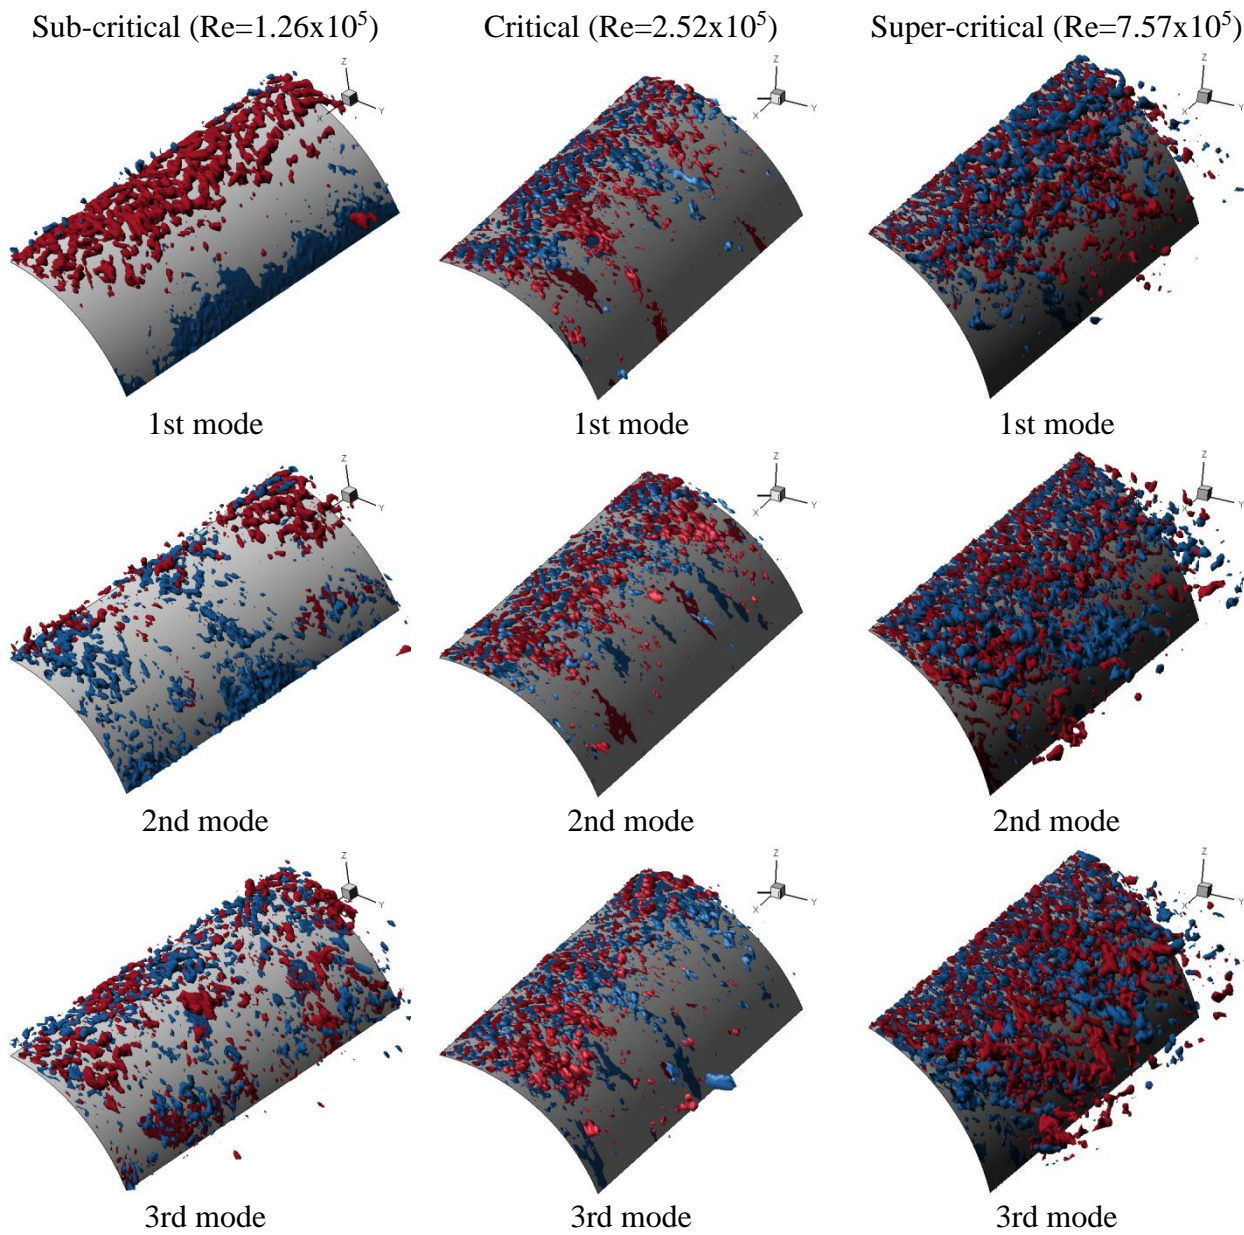 Sub-critical (Re=1.26x10⁵) Critical (Re=2.52x10⁵) Super-critical (Re=7.57x10⁵)
Z X Y Z X Y Z X Y
1st mode 1st mode 1st mode
Z Y Z X Y Z X Y
2nd mode 2nd mode 2nd mode
Z Y Z X Y Z X Y
3rd mode 3rd mode 3rd mode